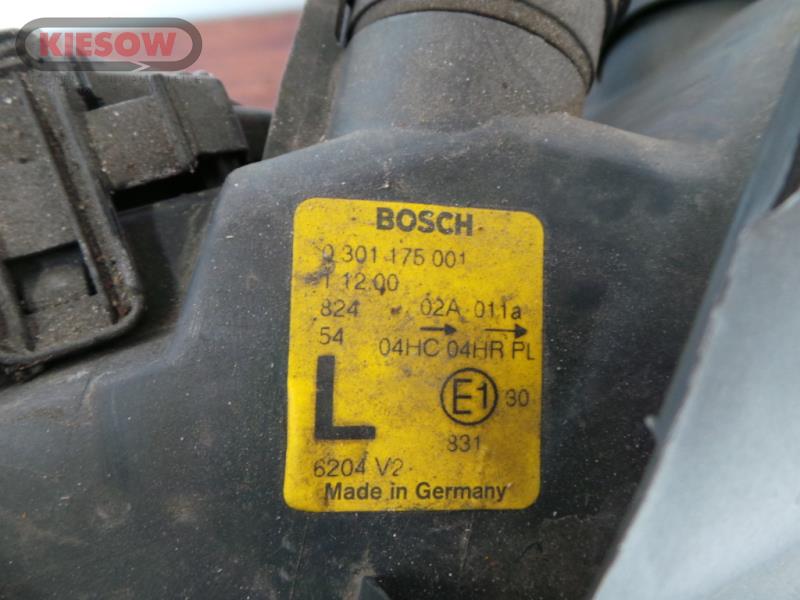 KIESOW
BOSCH
0 301 175 001
1 12.00
824 02A 011a
54 → →
04HC 04HR PL
L E1 30
831
6204 V2
Made in Germany